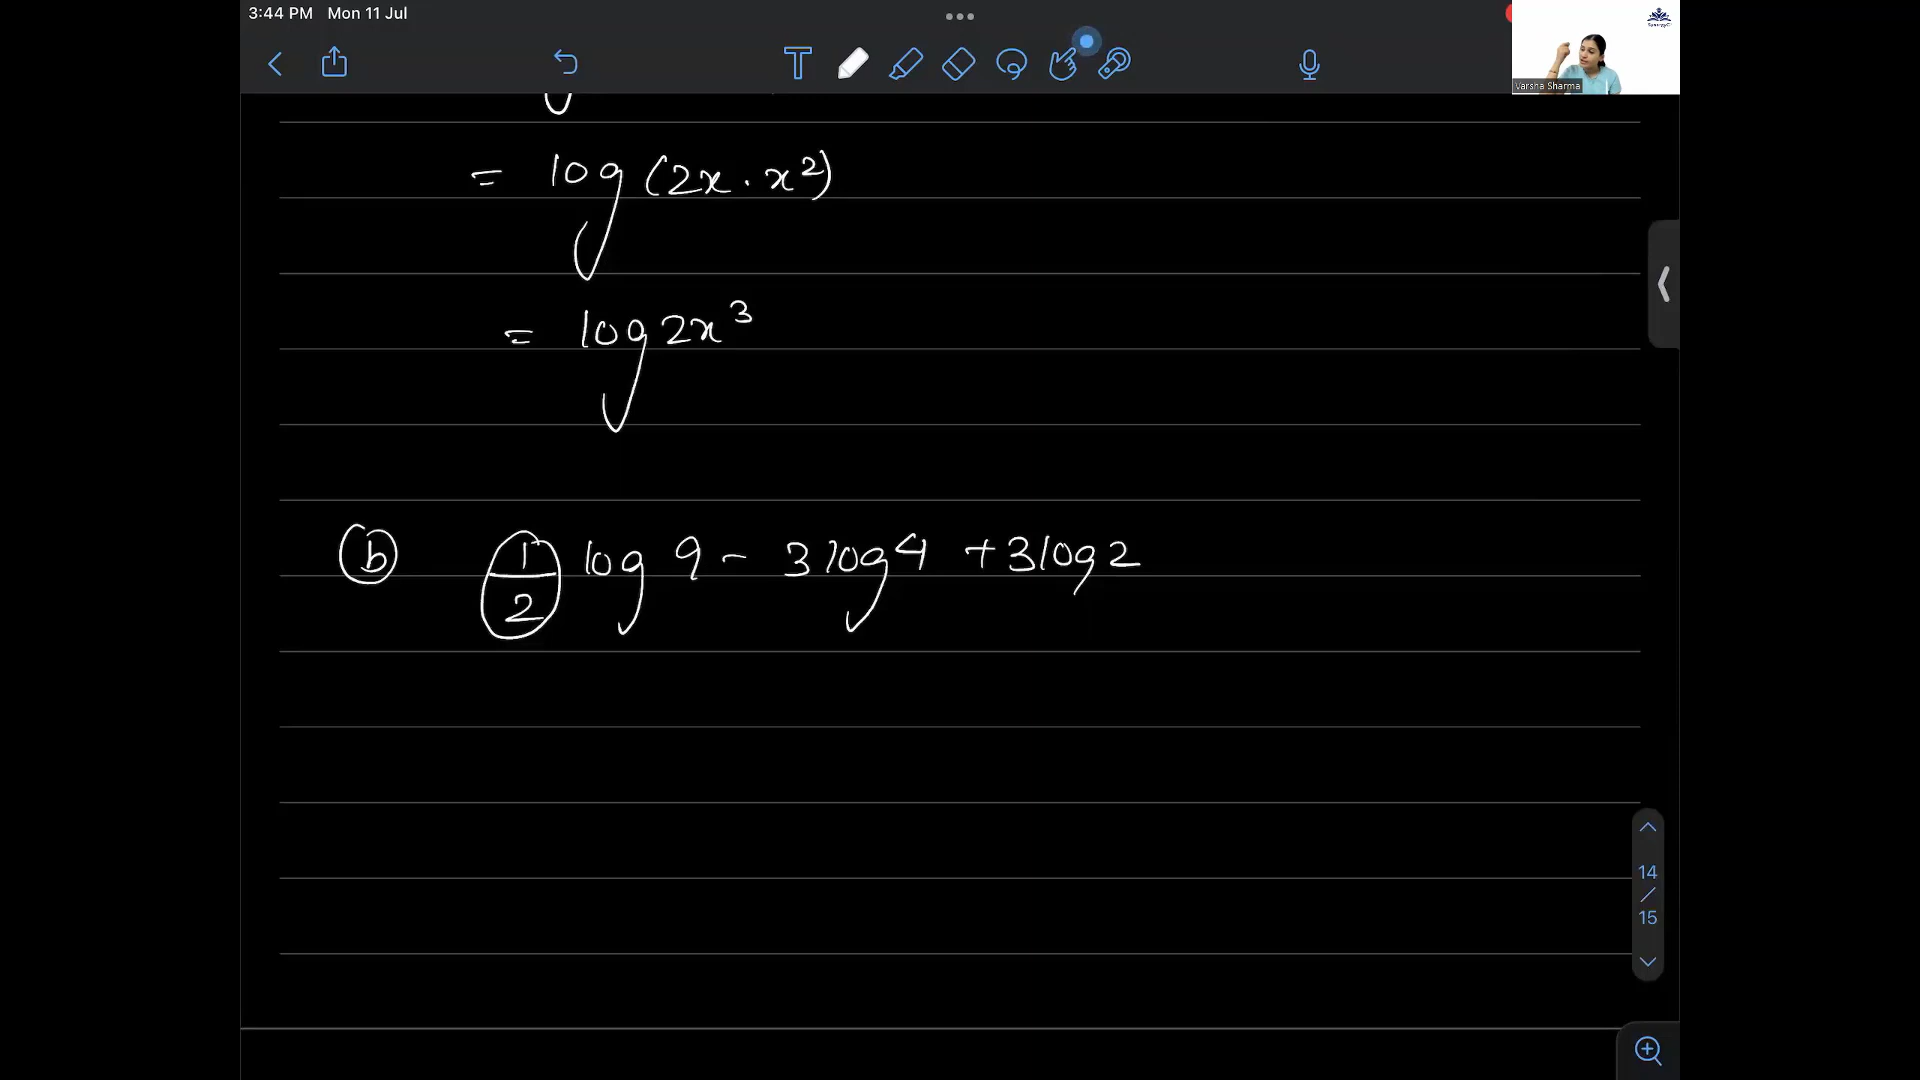 3:44 PM Mon 11 Jul
Varsha Sharma
= log (2x . x²)
= log 2x³
(b) 1/2 log 9 - 3 log 4 + 3 log 2
14
/
15